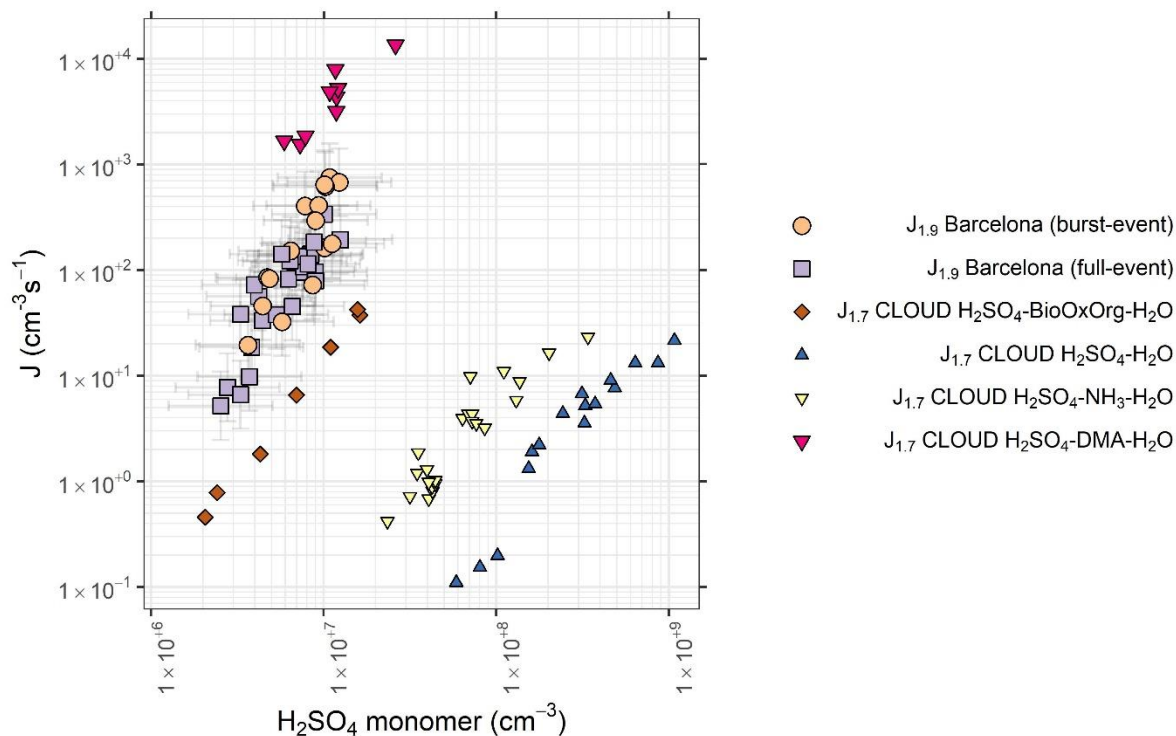 J (cm⁻³s⁻¹)
1 × 10⁺⁴
1 × 10⁺³
1 × 10⁺²
1 × 10⁺¹
1 × 10⁺⁰
1 × 10⁻¹
1 × 10⁺⁶
1 × 10⁺⁷
1 × 10⁺⁸
1 × 10⁺⁹
H₂SO₄ monomer (cm⁻³)
J₁.₉ Barcelona (burst-event)
J₁.₉ Barcelona (full-event)
J₁.₇ CLOUD H₂SO₄-BioOxOrg-H₂O
J₁.₇ CLOUD H₂SO₄-H₂O
J₁.₇ CLOUD H₂SO₄-NH₃-H₂O
J₁.₇ CLOUD H₂SO₄-DMA-H₂O